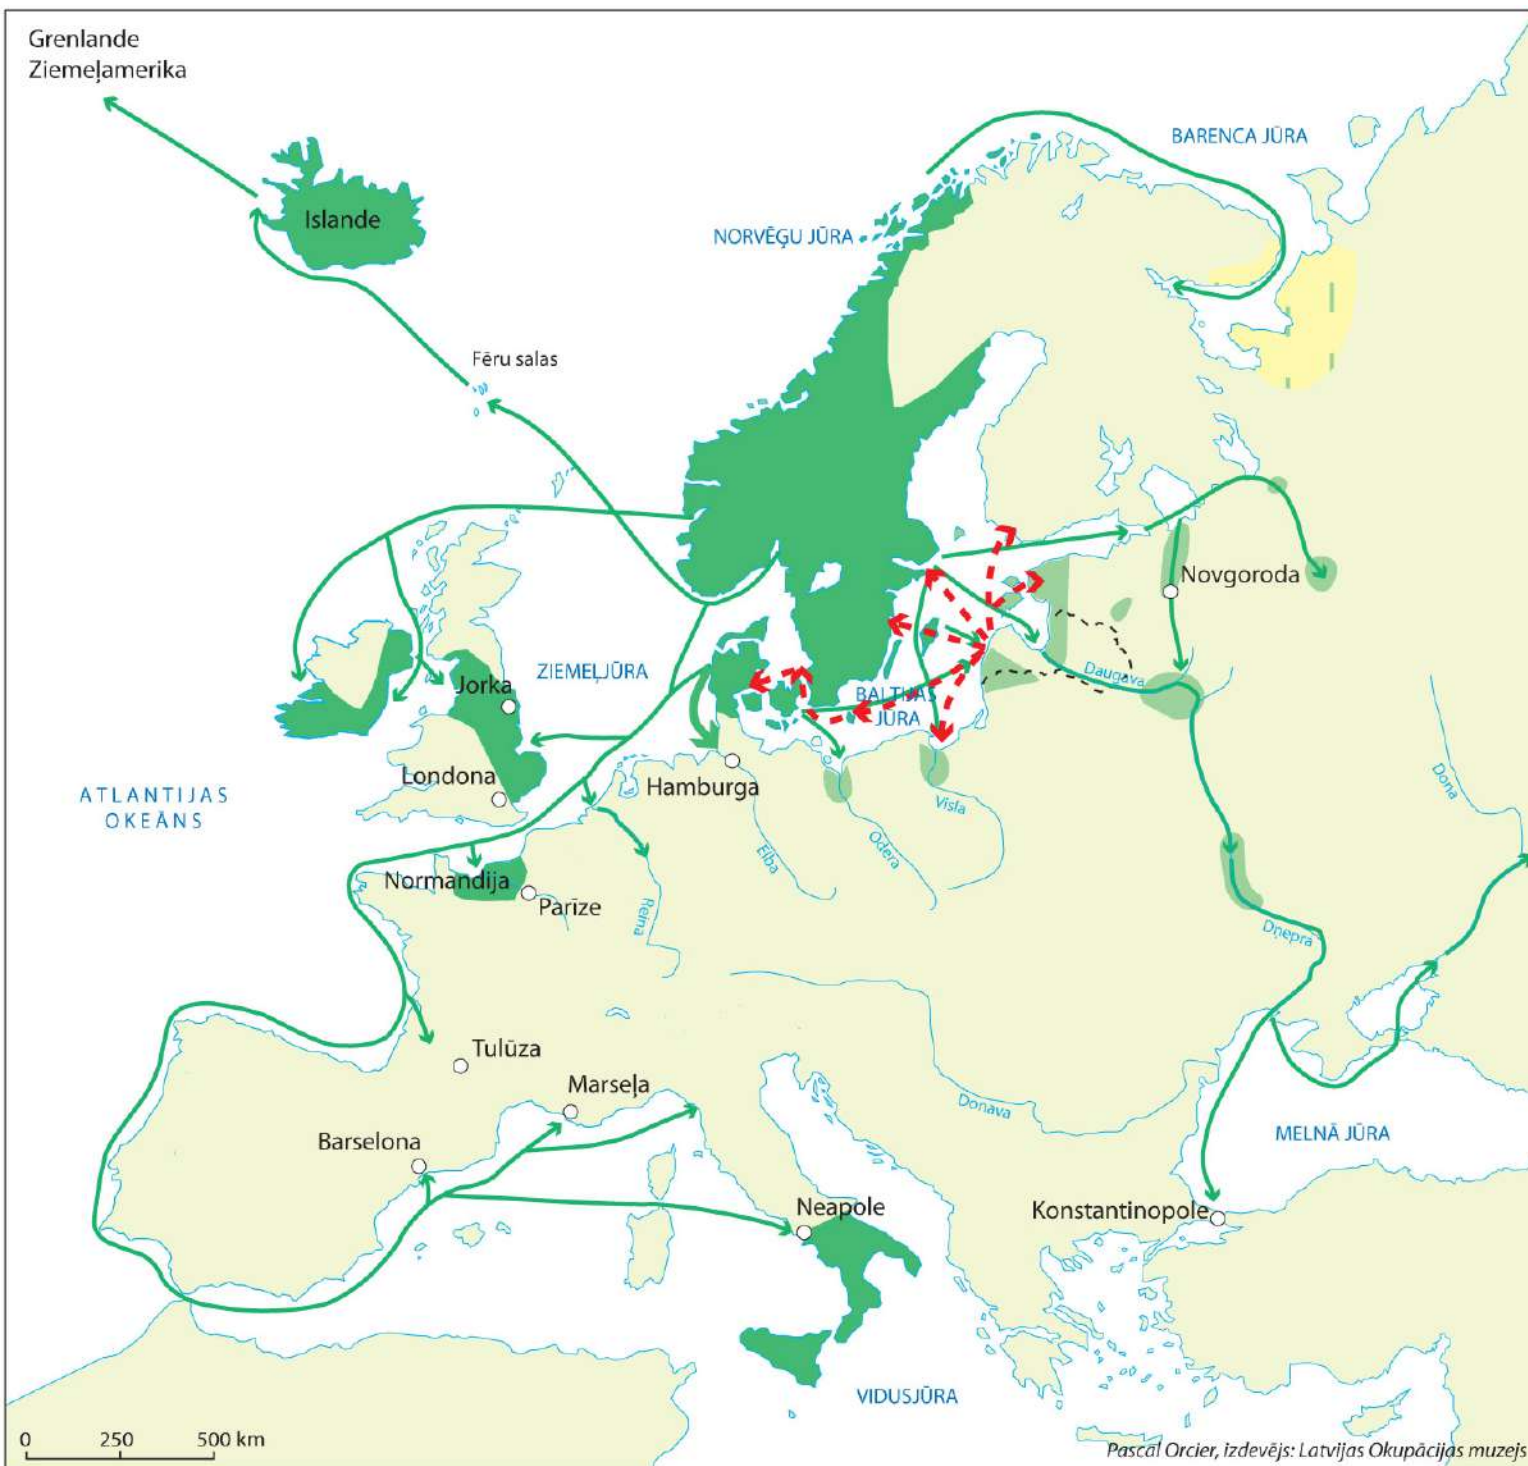 Grenlande
Ziemeļamerika
BARENCA JŪRA
Islande
NORVĒĢU JŪRA
Fēru salas
Novgoroda
ZIEMEĻJŪRA
Jorka
Daugava
BALTIJAS
JŪRA
Londona
Hamburga
ATLANTIJAS
OKEĀNS
Visla
Odera
Elba
Dona
Normandija
Parīze
Reina
Dņepra
Tulūza
Marseļa
Donava
Barselona
MELNĀ JŪRA
Neapole
Konstantinopole
VIDUSJŪRA
0 250 500 km
Pascal Orcier, izdevējs: Latvijas Okupācijas muzejs